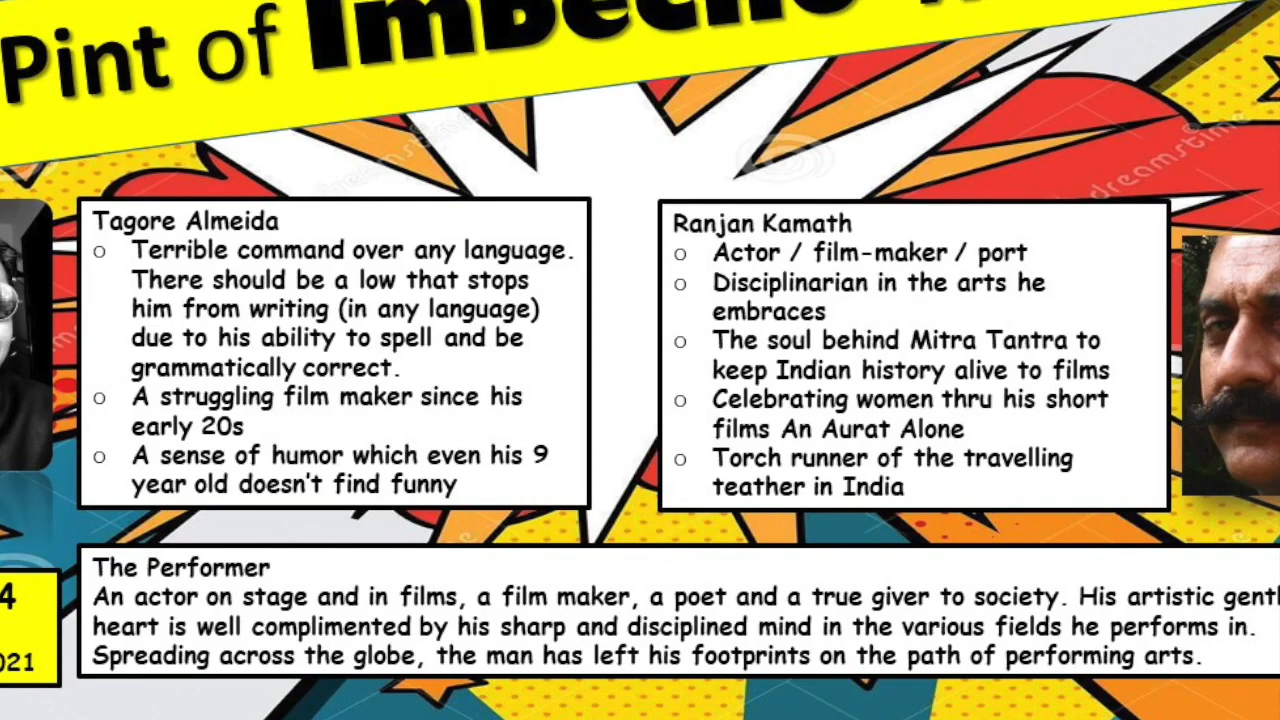 Pint of
Tagore Almeida
o Terrible command over any language.
There should be a low that stops
him from writing (in any language)
due to his ability to spell and be
grammatically correct.
o A struggling film maker since his
early 20s
o A sense of humor which even his 9
year old doesn't find funny
Ranjan Kamath
o Actor / film-maker / port
o Disciplinarian in the arts he
embraces
o The soul behind Mitra Tantra to
keep Indian history alive to films
o Celebrating women thru his short
films An Aurat Alone
o Torch runner of the travelling
teather in India
The Performer
An actor on stage and in films, a film maker, a poet and a true giver to society. His artistic
heart is well complimented by his sharp and disciplined mind in the various fields he performs in.
Spreading across the globe, the man has left his footprints on the path of performing arts.
4
021
dreamstime